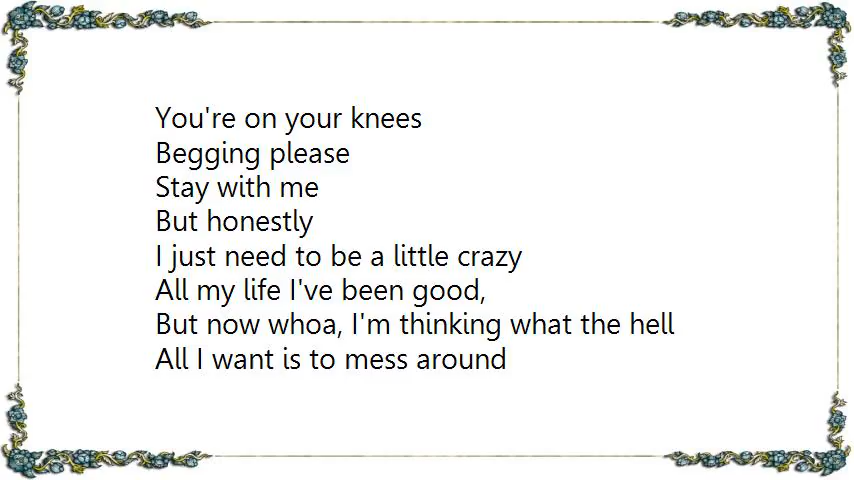 You're on your knees
Begging please
Stay with me
But honestly
I just need to be a little crazy
All my life I've been good,
But now whoa, I'm thinking what the hell
All I want is to mess around